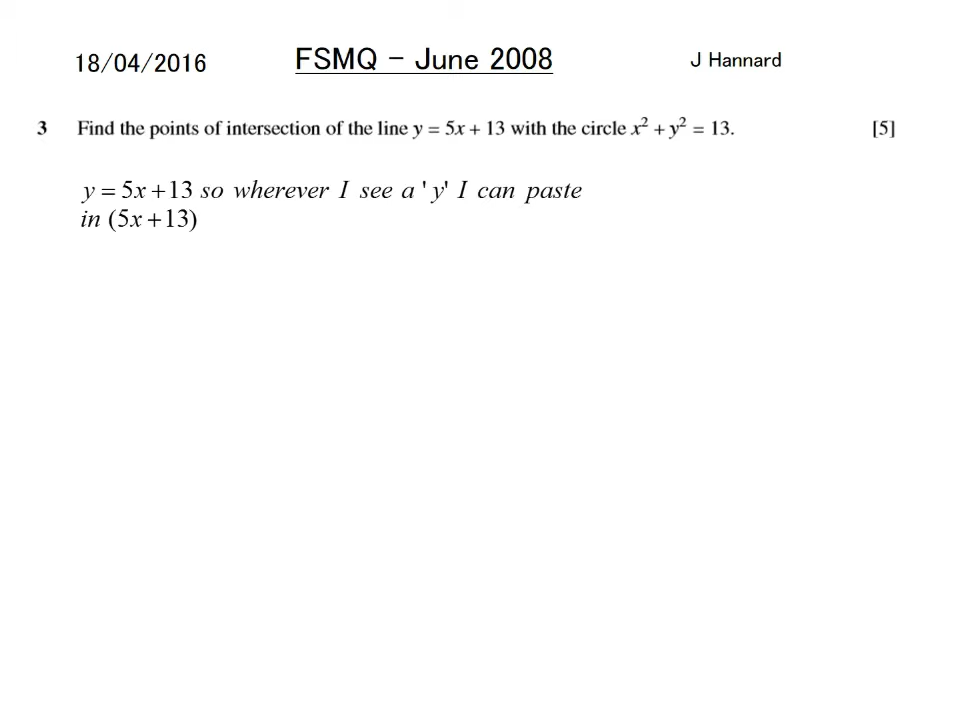 18/04/2016 FSMQ - June 2008 J Hannard
3 Find the points of intersection of the line y = 5x + 13 with the circle x² + y² = 13. [5]
y = 5x + 13 so wherever I see a ' y' I can paste
in (5x + 13)